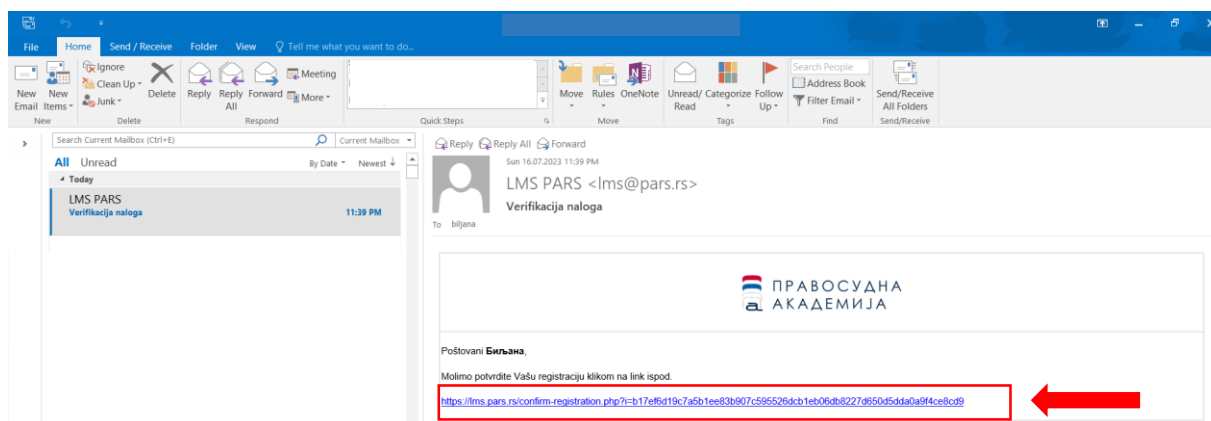 File Home Send / Receive Folder View Tell me what you want to do...
New Email
New Items
Ignore
Clean Up
Junk
Delete
Reply
Reply All
Forward
Meeting
More
Move
Rules
OneNote
Unread/ Read
Categorize
Follow Up
Search People
Address Book
Filter Email
Send/Receive All Folders
New Delete Respond Quick Steps Move Tags Find Send/Receive
Search Current Mailbox (Ctrl+E) Current Mailbox
All Unread By Date Newest ↓
Today
LMS PARS
Verifikacija naloga 11:39 PM
Reply Reply All Forward
Sun 16.07.2023 11:39 PM
LMS PARS <lms@pars.rs>
Verifikacija naloga
To biljana
ПРАВОСУДНА
АКАДЕМИЈА
Poštovani Биљана,
Molimo potvrdite Vašu registraciju klikom na link ispod.
https://lms.pars.rs/confirm-registration.php?i=b17ef6d19c7a5b1ee83b907c595526dcb1eb06db8227d650d5dda0a9f4ce8cd9